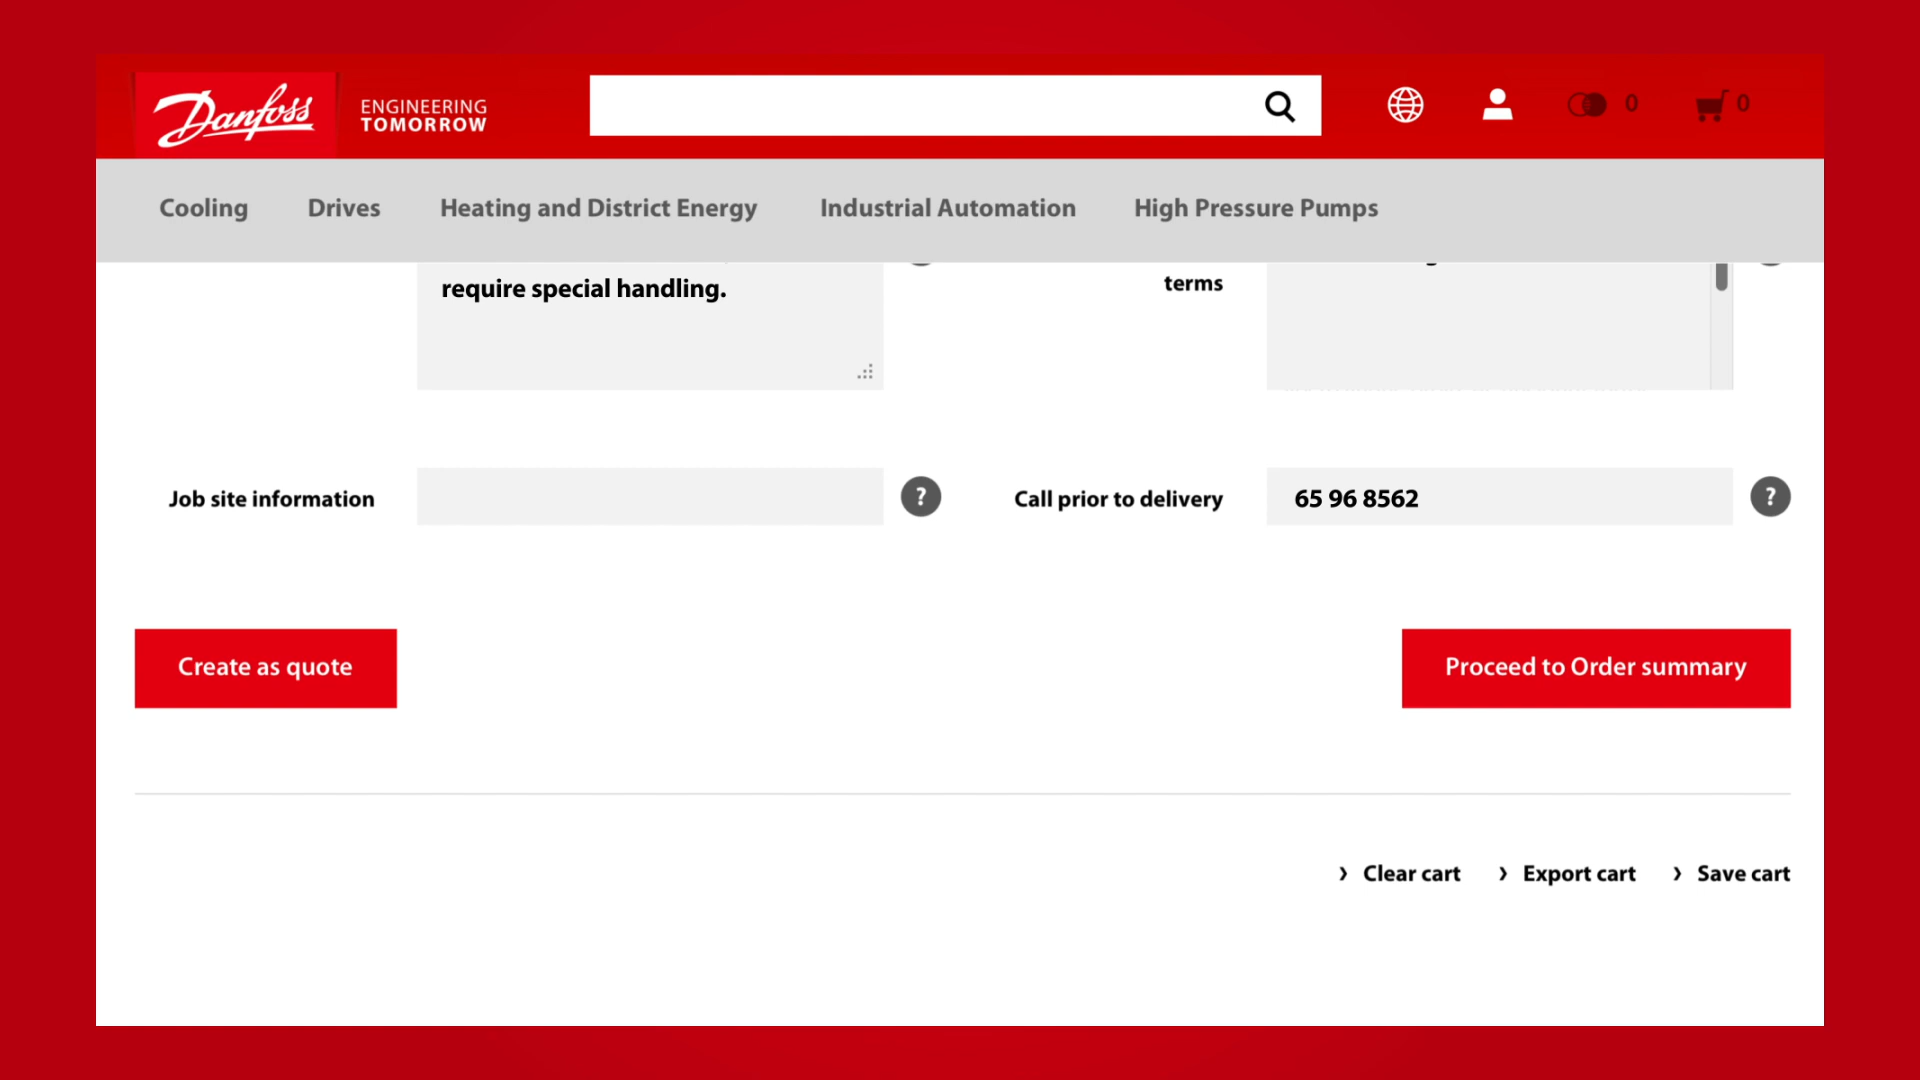 Danfoss
ENGINEERING
TOMORROW
0
0
Cooling
Drives
Heating and District Energy
Industrial Automation
High Pressure Pumps
require special handling.
terms
Job site information
?
Call prior to delivery
65 96 8562
?
Create as quote
Proceed to Order summary
› Clear cart
› Export cart
› Save cart